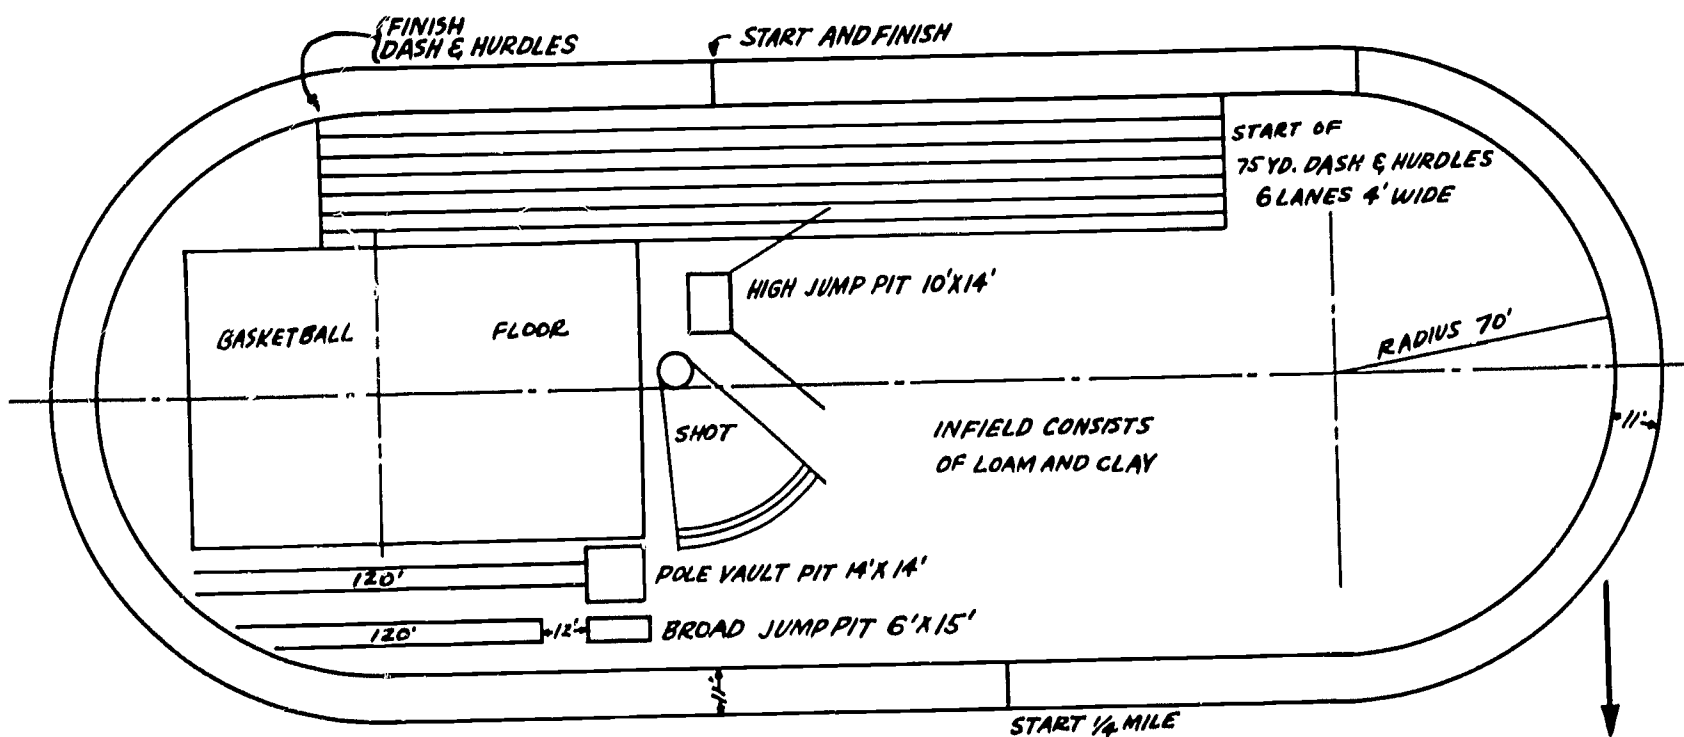 FINISH
DASH & HURDLES
START AND FINISH
START OF
75 YD. DASH & HURDLES
6 LANES 4' WIDE
HIGH JUMP PIT 10'X14'
BASKETBALL FLOOR
RADIUS 70'
SHOT
INFIELD CONSISTS
OF LOAM AND CLAY
11'
120'
POLE VAULT PIT 14'X14'
120'
12'
BROAD JUMP PIT 6'X15'
11'
START 1/4 MILE